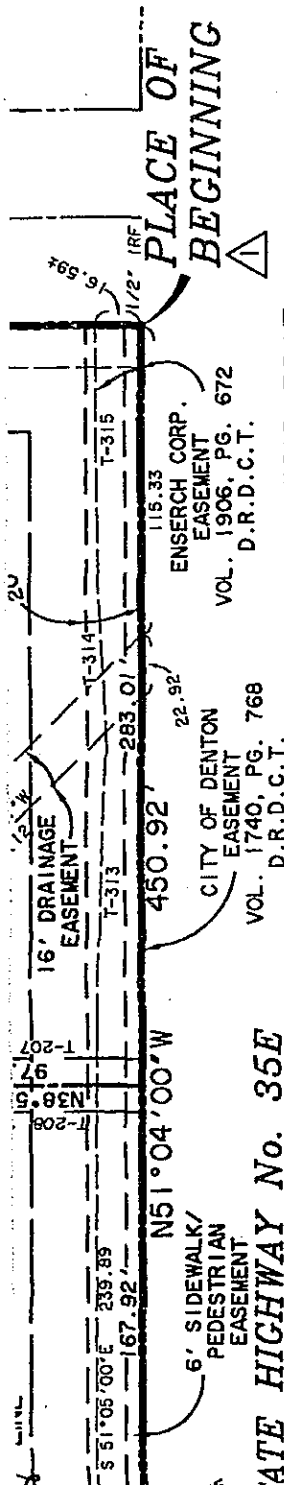 16.59±
1/2" IRF
PLACE OF
BEGINNING
1
T-315
115.33
ENSERCH CORP.
EASEMENT
VOL. 1906, PG. 672
D.R.D.C.T.
T-314
283.01'
22.92'
16' DRAINAGE
EASEMENT
T-313
450.92'
CITY OF DENTON
EASEMENT
VOL. 1740, PG. 768
D.R.D.C.T.
T-207
97.
N38°5
T-208
N51°04'00"W
S 51°05'00"E 239.89
167.92'
6' SIDEWALK/
PEDESTRIAN
EASEMENT
ATE HIGHWAY No. 35E